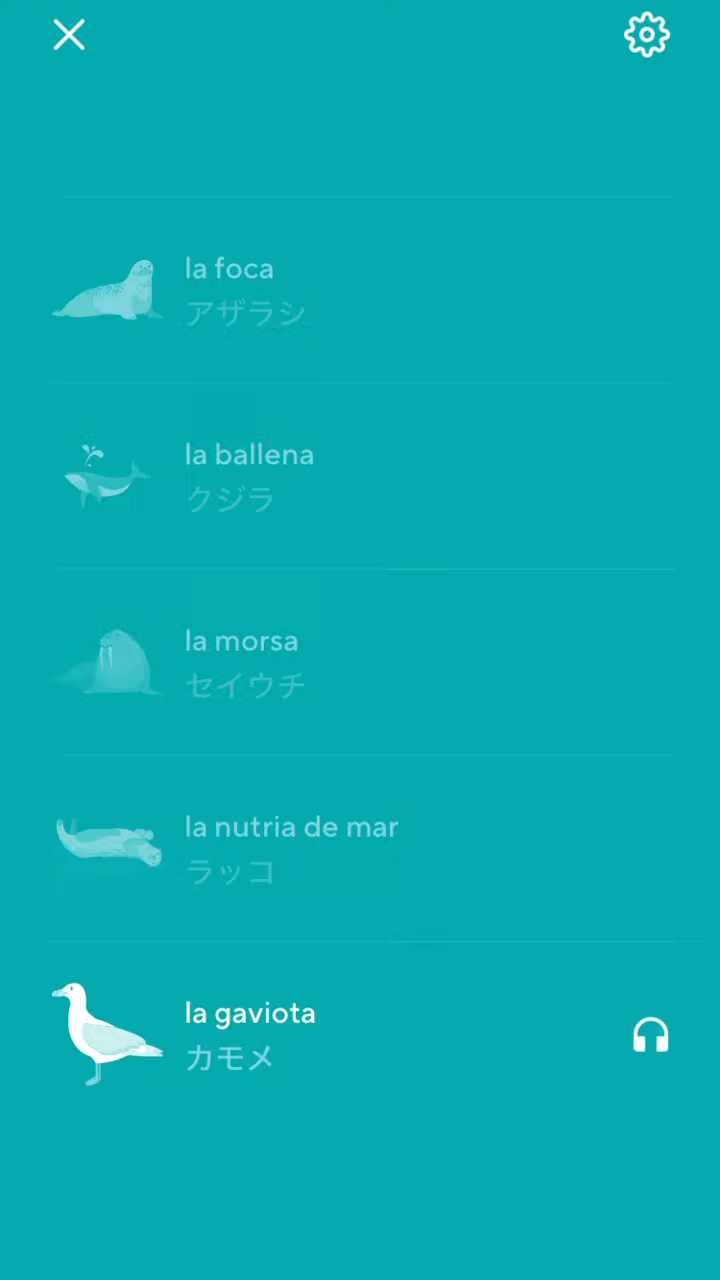 la foca
アザラシ
la ballena
クジラ
la morsa
セイウチ
la nutria de mar
ラッコ
la gaviota
カモメ